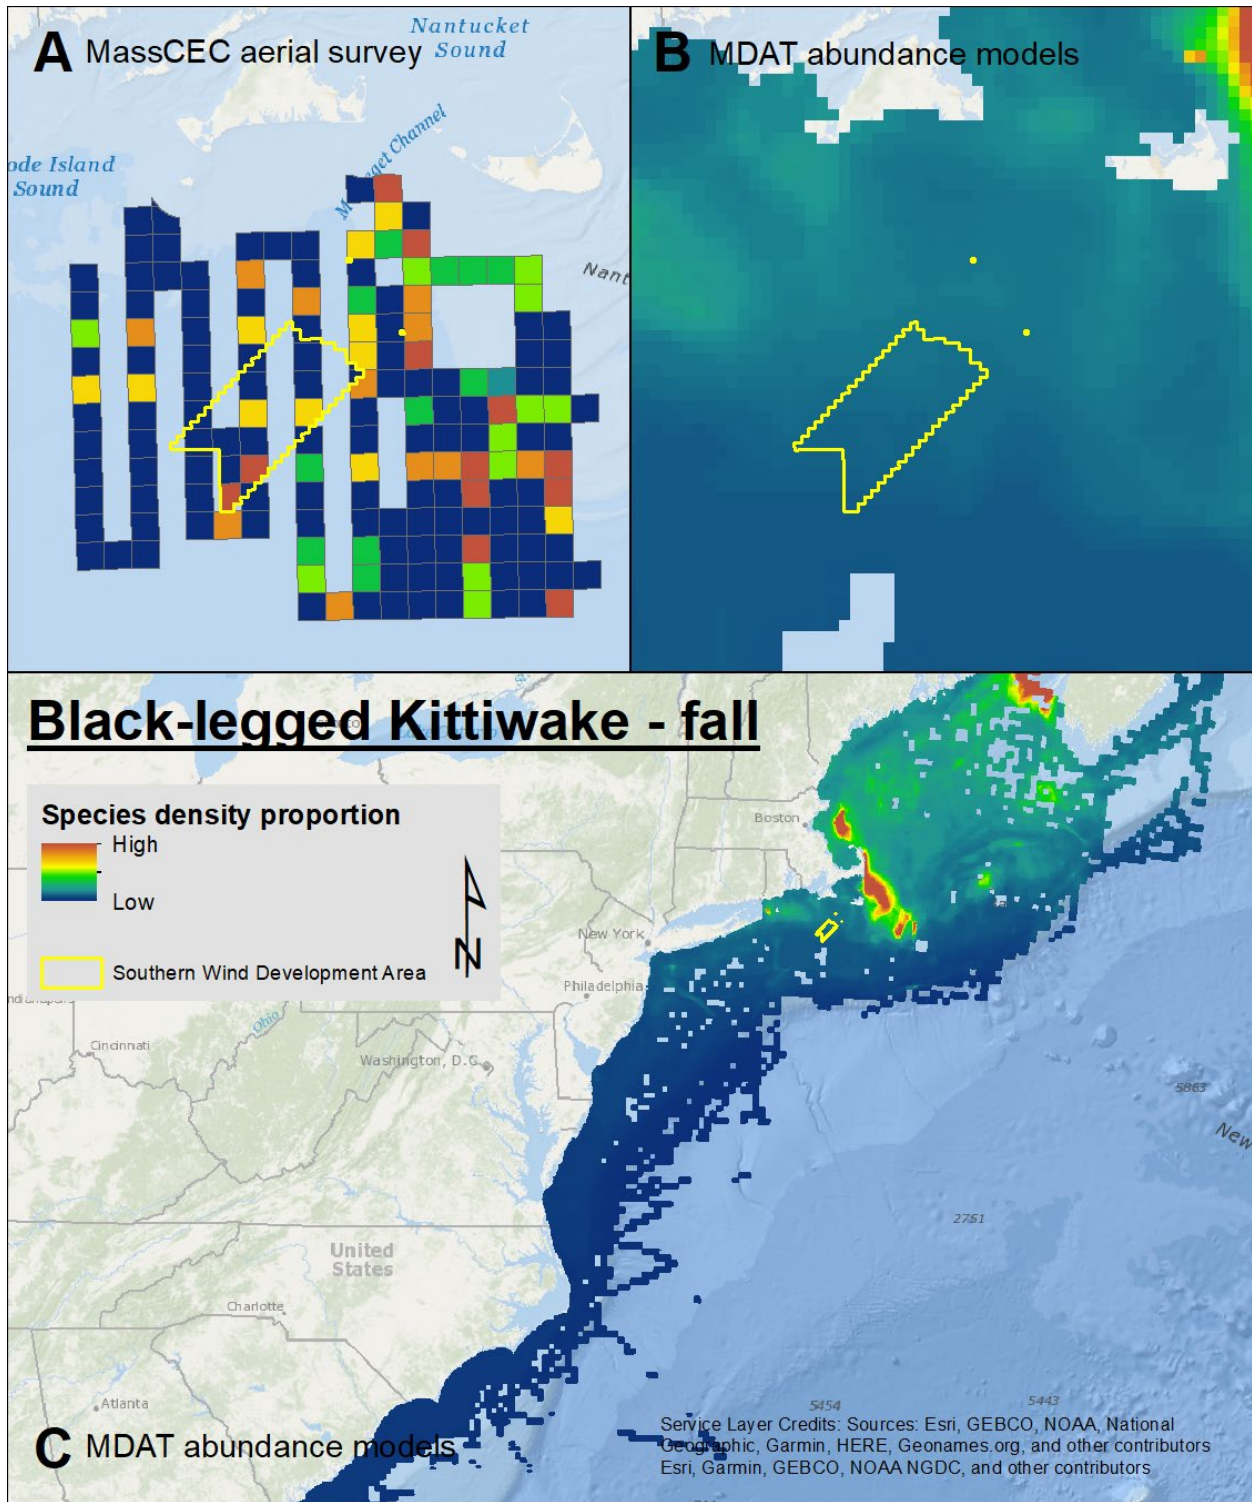 A MassCEC aerial survey
Nantucket
Sound
ode Island
Sound
get Channel
Nant
B MDAT abundance models
Black-legged Kittiwake - fall
Species density proportion
High
Low
N
Southern Wind Development Area
Boston
New York
Philadelphia
Ohio
Cincinnati
Washington, D.C.
5863
New
2751
United
States
Charlotte
Atlanta
5454
5443
C MDAT abundance models
Service Layer Credits: Sources: Esri, GEBCO, NOAA, National
Geographic, Garmin, HERE, Geonames.org, and other contributors
Esri, Garmin, GEBCO, NOAA NGDC, and other contributors